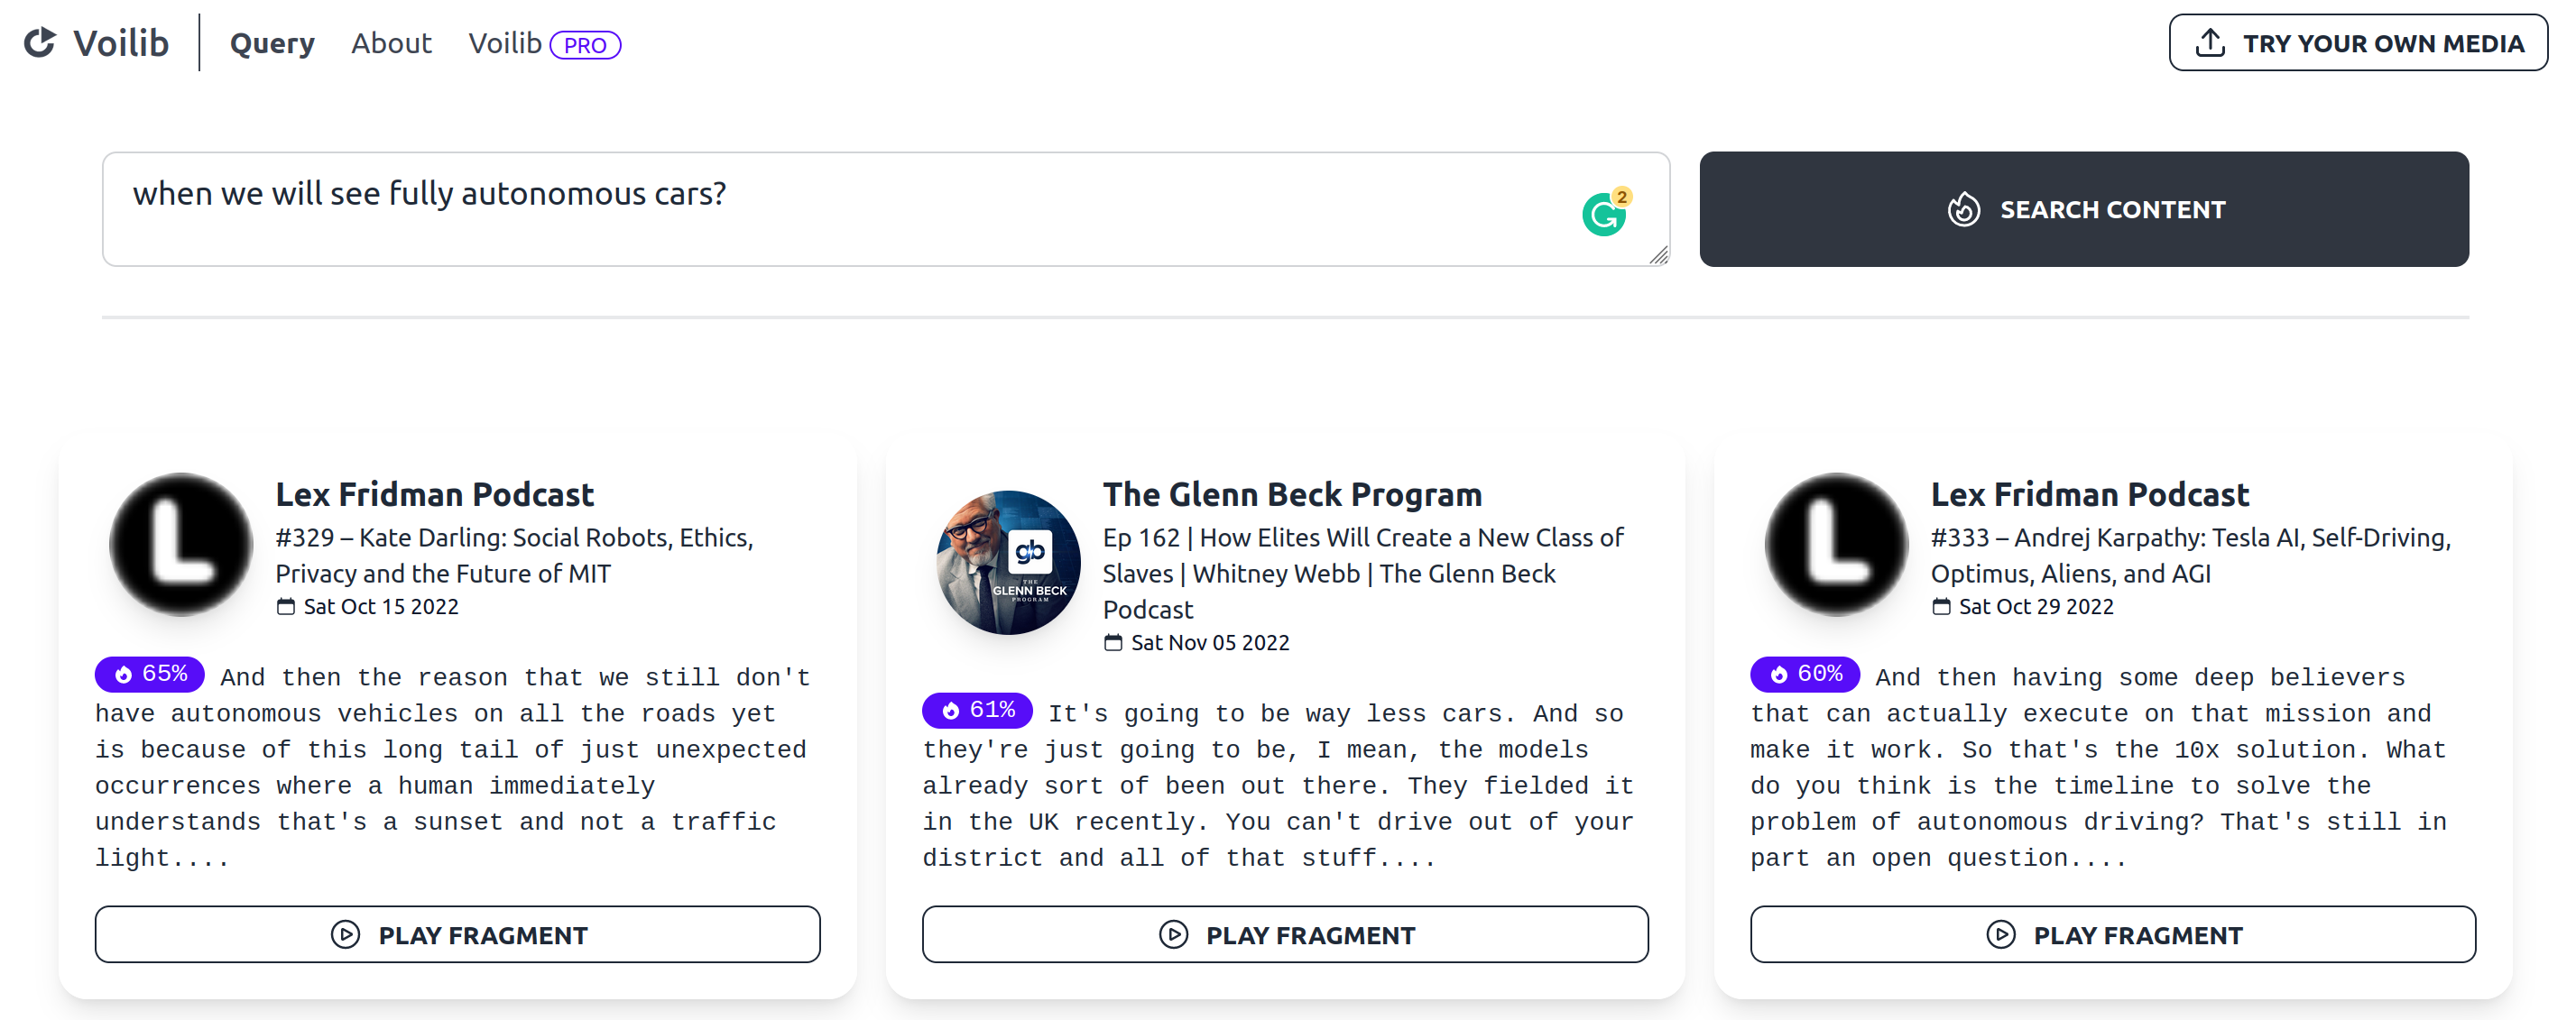 Voilib
Query
About
Voilib PRO
TRY YOUR OWN MEDIA
when we will see fully autonomous cars?
2
SEARCH CONTENT
Lex Fridman Podcast
#329 – Kate Darling: Social Robots, Ethics,
Privacy and the Future of MIT
Sat Oct 15 2022
65% And then the reason that we still don't
have autonomous vehicles on all the roads yet
is because of this long tail of just unexpected
occurrences where a human immediately
understands that's a sunset and not a traffic
light....
PLAY FRAGMENT
gb
THE
GLENN BECK
PROGRAM
The Glenn Beck Program
Ep 162 | How Elites Will Create a New Class of
Slaves | Whitney Webb | The Glenn Beck
Podcast
Sat Nov 05 2022
61% It's going to be way less cars. And so
they're just going to be, I mean, the models
already sort of been out there. They fielded it
in the UK recently. You can't drive out of your
district and all of that stuff....
PLAY FRAGMENT
L
Lex Fridman Podcast
#333 – Andrej Karpathy: Tesla AI, Self-Driving,
Optimus, Aliens, and AGI
Sat Oct 29 2022
60% And then having some deep believers
that can actually execute on that mission and
make it work. So that's the 10x solution. What
do you think is the timeline to solve the
problem of autonomous driving? That's still in
part an open question....
PLAY FRAGMENT